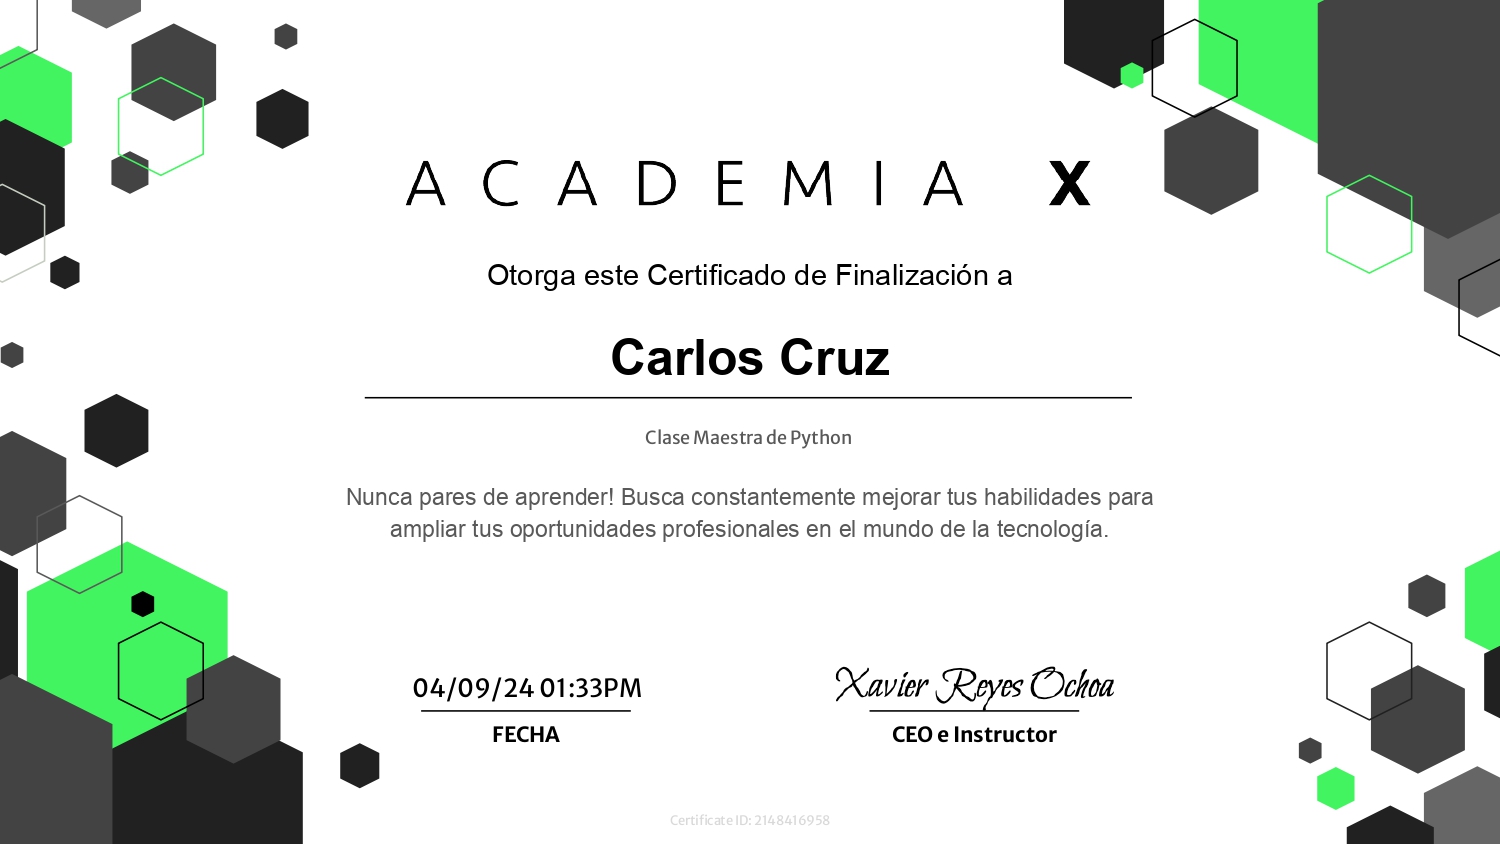 ACADEMIA X
Otorga este Certificado de Finalización a
Carlos Cruz
Clase Maestra de Python
Nunca pares de aprender! Busca constantemente mejorar tus habilidades para
ampliar tus oportunidades profesionales en el mundo de la tecnología.
04/09/24 01:33PM
FECHA
Xavier Reyes Ochoa
CEO e Instructor
Certificate ID: 2148416958